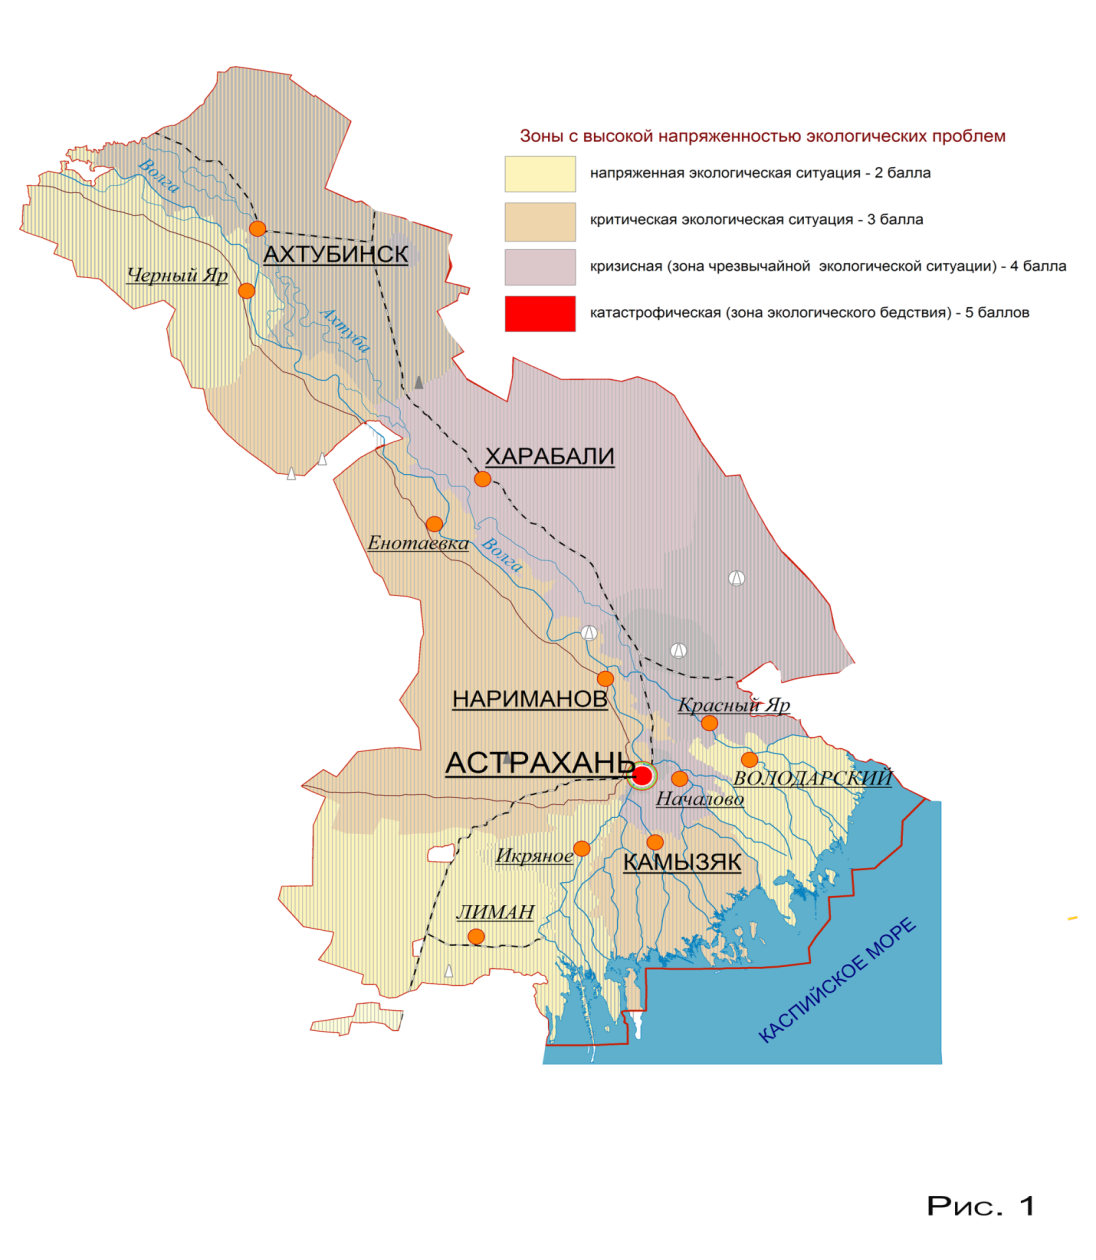 Зоны с высокой напряженностью экологических проблем
напряженная экологическая ситуация - 2 балла
критическая экологическая ситуация - 3 балла
кризисная (зона чрезвычайной экологической ситуации) - 4 балла
катастрофическая (зона экологического бедствия) - 5 баллов
Волга
АХТУБИНСК
Черный Яр
Ахтуба
ХАРАБАЛИ
Енотаевка
Волга
НАРИМАНОВ
Красный Яр
АСТРАХАНЬ
ВОЛОДАРСКИЙ
Началово
Икряное
КАМЫЗЯК
ЛИМАН
КАСПИЙСКОЕ МОРЕ
Рис. 1